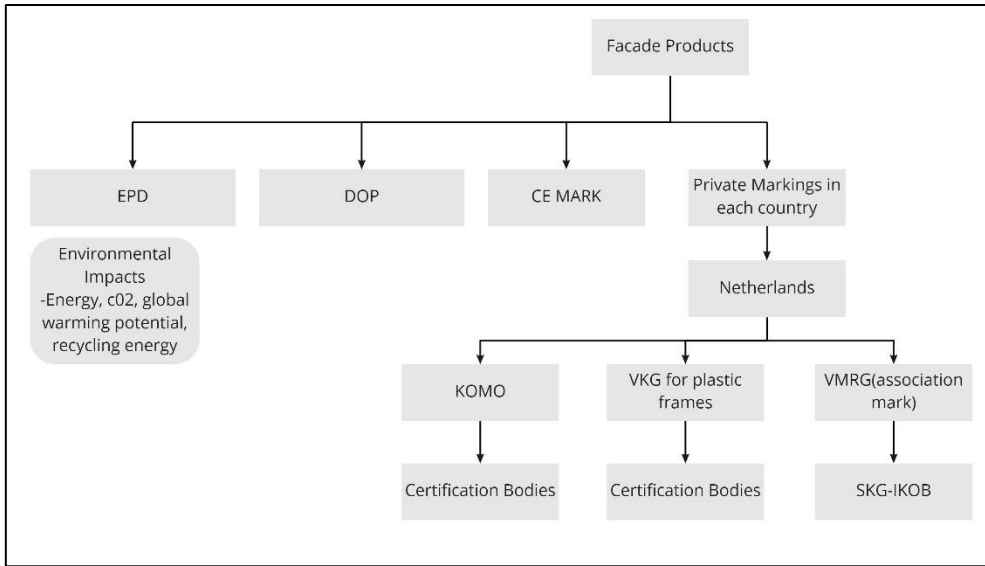 Facade Products
EPD
DOP
CE MARK
Private Markings in
each country
Environmental
Impacts
-Energy, c02, global
warming potential,
recycling energy
Netherlands
KOMO
VKG for plastic
frames
VMRG(association
mark)
Certification Bodies
Certification Bodies
SKG-IKOB